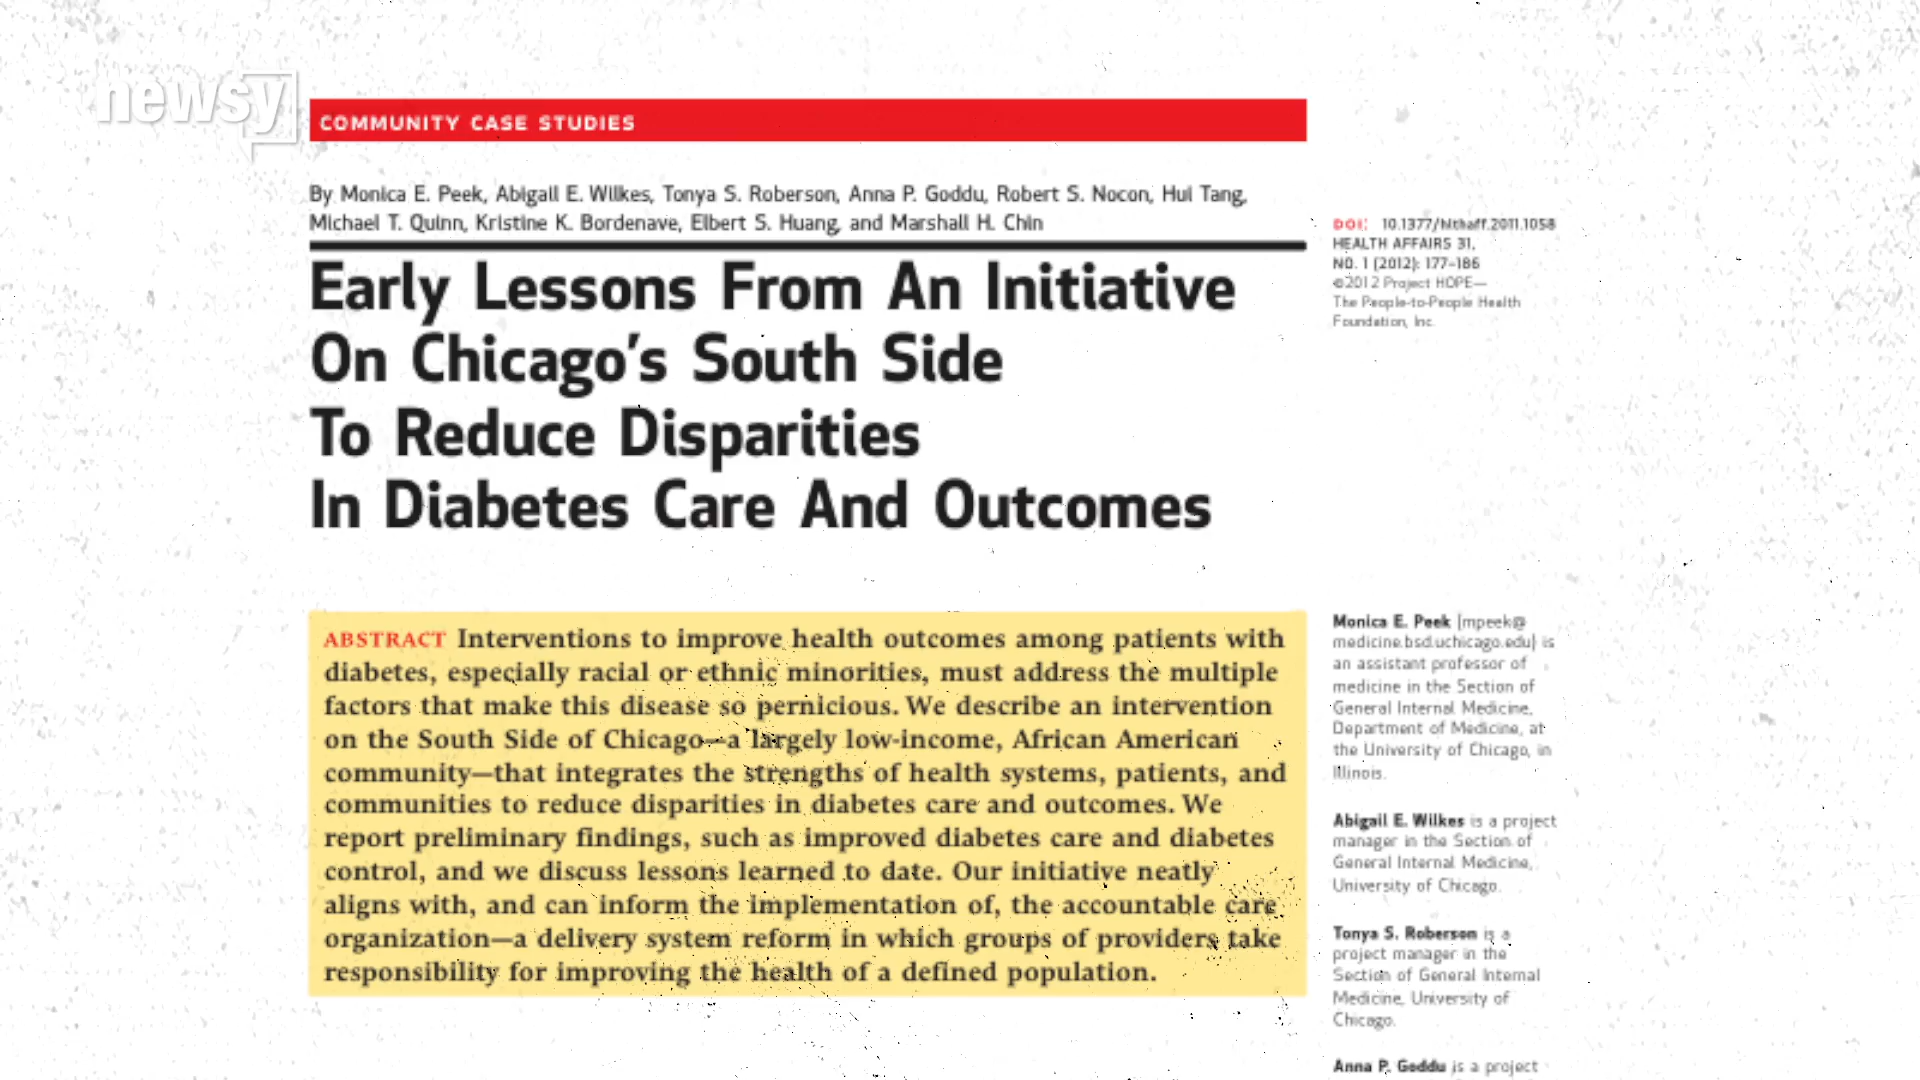 newsy
COMMUNITY CASE STUDIES
By Monica E. Peek, Abigail E. Wilkes, Tonya S. Roberson, Anna P. Goddu, Robert S. Nocon, Hui Tang,
Michael T. Quinn, Kristine K. Bordenave, Elbert S. Huang, and Marshall H. Chin
Early Lessons From An Initiative
On Chicago's South Side
To Reduce Disparities
In Diabetes Care And Outcomes
ABSTRACT Interventions to improve health outcomes among patients with
diabetes, especially racial or ethnic minorities, must address the multiple
factors that make this disease so pernicious. We describe an intervention
on the South Side of Chicago—a largely low-income, African American
community—that integrates the strengths of health systems, patients, and
communities to reduce disparities in diabetes care and outcomes. We
report preliminary findings, such as improved diabetes care and diabetes
control, and we discuss lessons learned to date. Our initiative neatly
aligns with, and can inform the implementation of, the accountable care
organization—a delivery system reform in which groups of providers take
responsibility for improving the health of a defined population.
DOI: 10.1377/hlthaff.2011.1058
HEALTH AFFAIRS 31,
NO. 1 (2012): 177–186
©2012 Project HOPE—
The People-to-People Health
Foundation, Inc.
Monica E. Peek (mpeek@
medicine.bsd.uchicago.edu) is
an assistant professor of
medicine in the Section of
General Internal Medicine,
Department of Medicine, at
the University of Chicago, in
Illinois.
Abigail E. Wilkes is a project
manager in the Section of
General Internal Medicine,
University of Chicago.
Tonya S. Roberson is a
project manager in the
Section of General Internal
Medicine, University of
Chicago.
Anna P. Goddu is a project